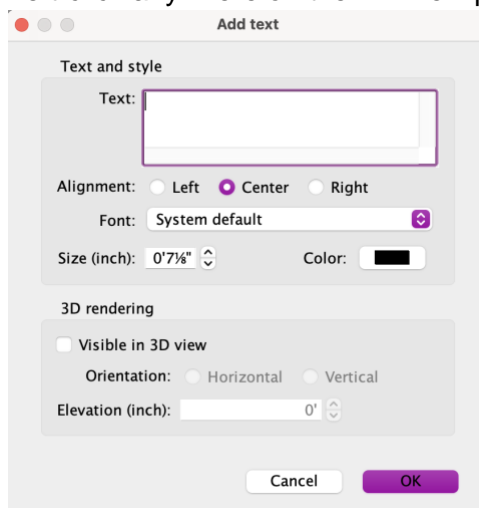 Add text
Text and style
Text:
Alignment: Left Center Right
Font: System default
Size (inch): 0'7⅛" Color:
3D rendering
Visible in 3D view
Orientation: Horizontal Vertical
Elevation (inch): 0'
Cancel OK